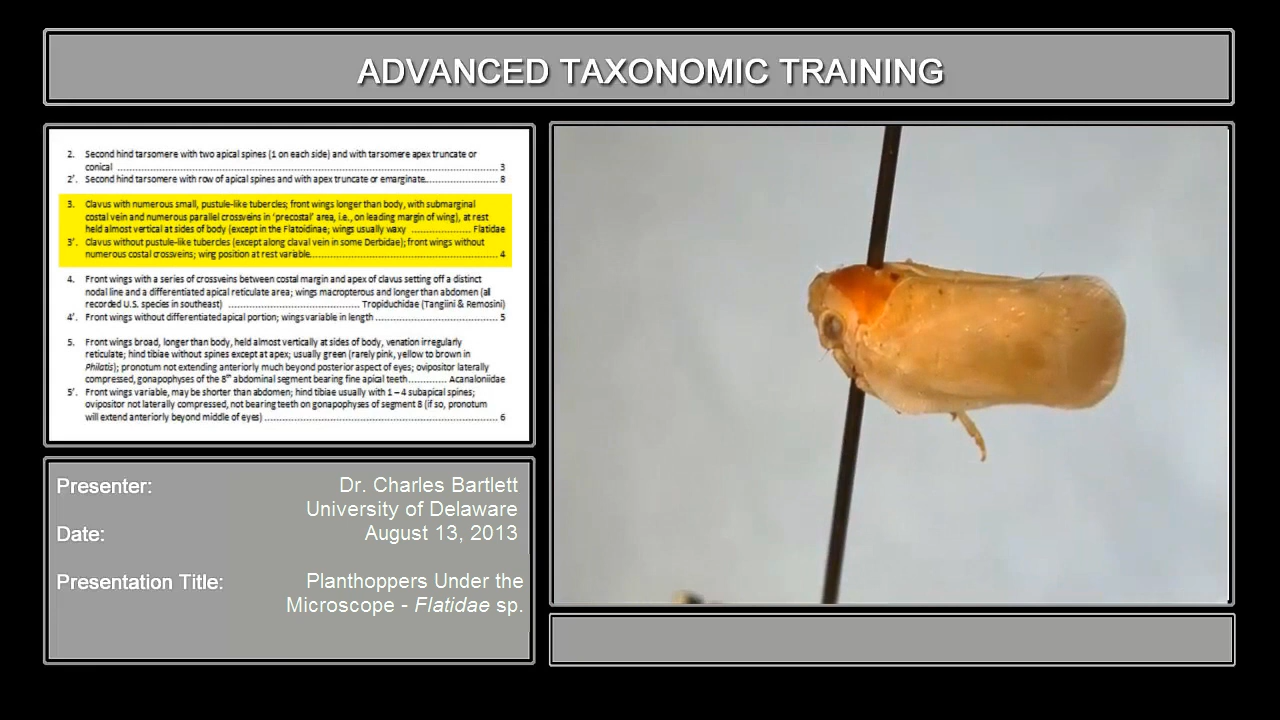 ADVANCED TAXONOMIC TRAINING
2. Second hind tarsomere with two apical spines (1 on each side) and with tarsomere apex truncate or
conical ........................................................................ 3
2'. Second hind tarsomere with row of apical spines and with apex truncate or emarginate....................... 8
3. Clavus with numerous small, pustule-like tubercles; front wings longer than body, with submarginal
costal vein and numerous parallel crossveins in 'precostal' area, i.e., on leading margin of wing), at rest
held almost vertical at sides of body (except in the Flatoidinae; wings usually waxy ................... Flatidae
3'. Clavus without pustule-like tubercles (except along claval vein in some Derbidae); front wings without
numerous costal crossveins; wing position at rest variable............................................................ 4
4. Front wings with a series of crossveins between costal margin and apex of clavus setting off a distinct
nodal line and a differentiated apical reticulate area; wings macropterous and longer than abdomen (all
recorded U.S. species in southeast) ........................................... Tropiduchidae (Tangiini & Remosini)
4'. Front wings without differentiated apical portion; wings variable in length ........................................ 5
5. Front wings broad, longer than body, held almost vertically at sides of body, venation irregularly
reticulate; hind tibiae without spines except at apex; usually green (rarely pink, yellow to brown in
Philatis); pronotum not extending anteriorly much beyond posterior aspect of eyes; ovipositor laterally
compressed, gonapophyses of the 8th abdominal segment bearing fine apical teeth............. Acanaloniidae
5'. Front wings variable, may be shorter than abdomen; hind tibiae usually with 1 – 4 subapical spines;
ovipositor not laterally compressed, not bearing teeth on gonapophyses of segment 8 (if so, pronotum
will extend anteriorly beyond middle of eyes) ........................................................................ 6
Presenter: Dr. Charles Bartlett
University of Delaware
Date: August 13, 2013
Presentation Title: Planthoppers Under the
Microscope - Flatidae sp.